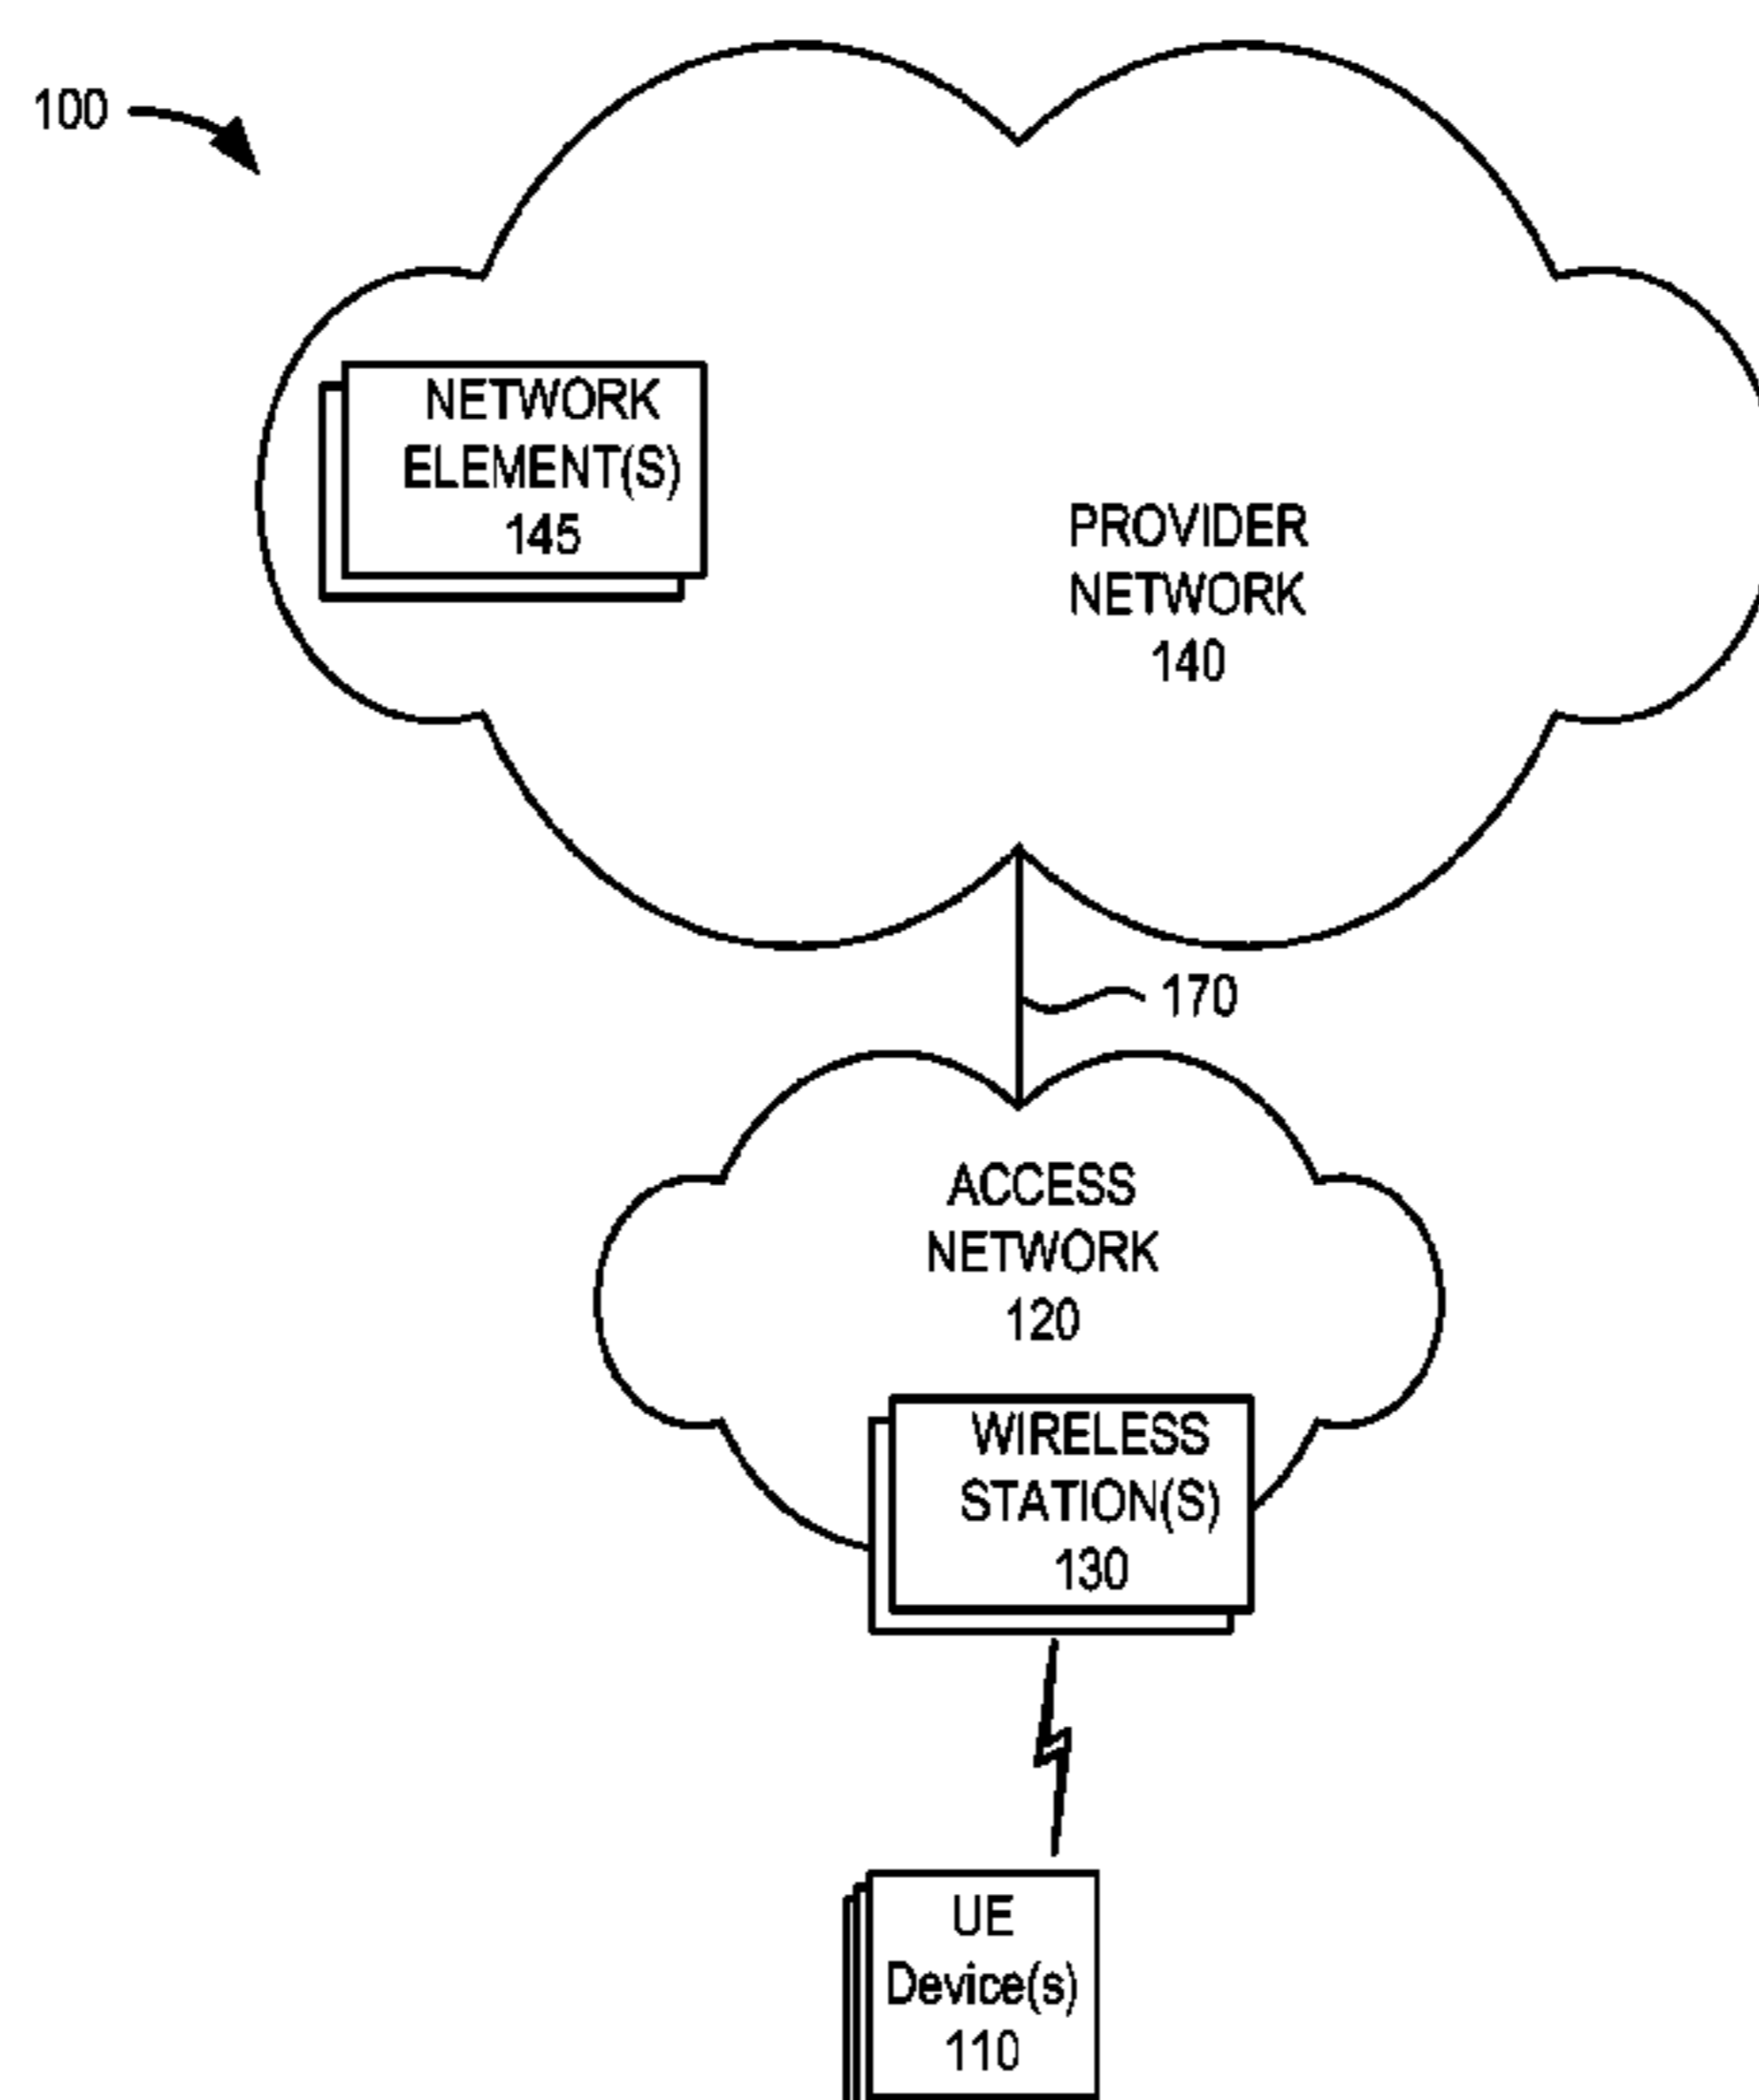 100
NETWORK
ELEMENT(S)
145
PROVIDER
NETWORK
140
170
ACCESS
NETWORK
120
WIRELESS
STATION(S)
130
UE
Device(s)
110